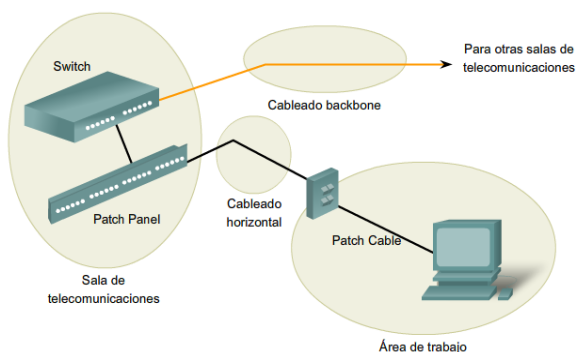 Switch
Para otras salas de
telecomunicaciones
Cableado backbone
Patch Panel
Cableado
horizontal
Patch Cable
Sala de
telecomunicaciones
Área de trabajo